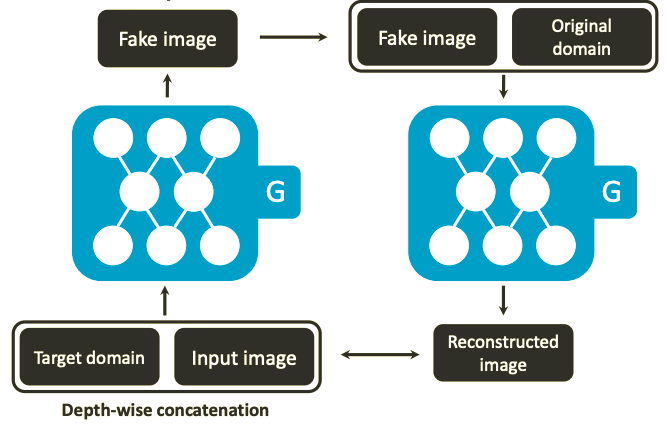 Fake image
Fake image
Original
domain
G
G
Target domain
Input image
Reconstructed
image
Depth-wise concatenation